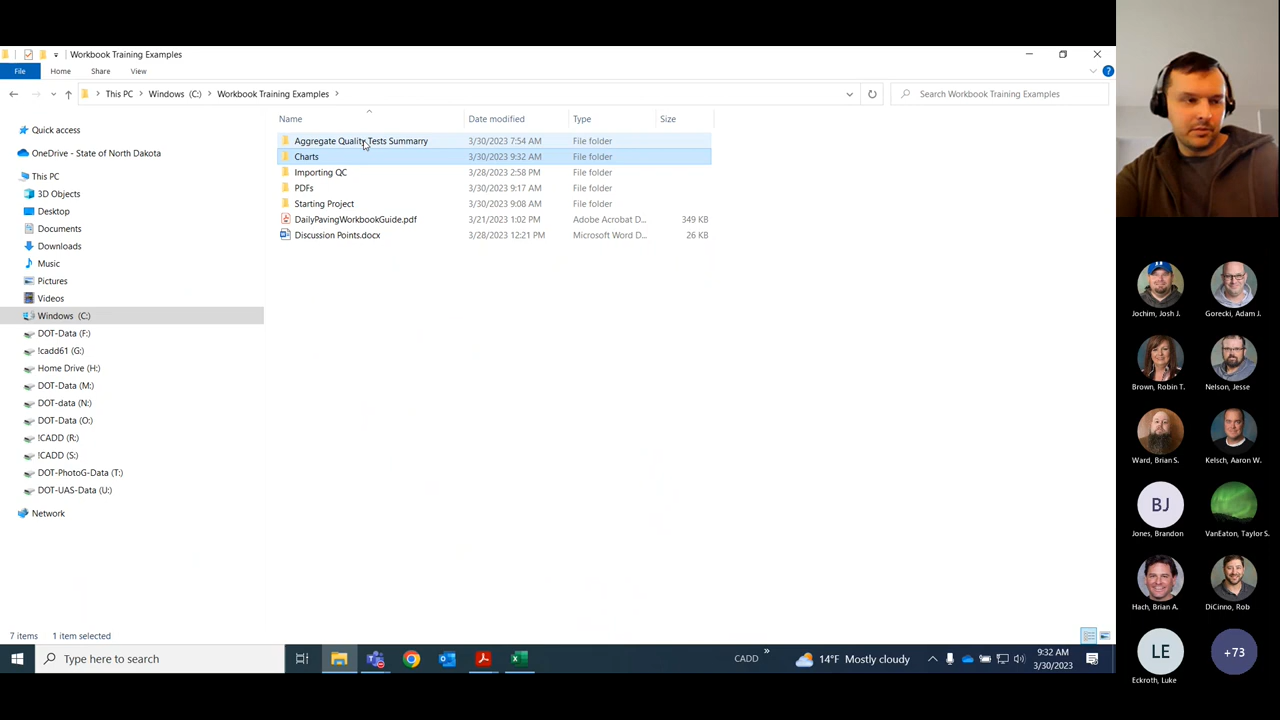 Workbook Training Examples
File Home Share View
This PC Windows (C:) Workbook Training Examples
Search Workbook Training Examples
Name Date modified Type Size
Quick access
OneDrive - State of North Dakota
This PC
3D Objects
Desktop
Documents
Downloads
Music
Pictures
Videos
Windows (C:)
DOT-Data (F:)
!cadd61 (G:)
Home Drive (H:)
DOT-Data (M:)
DOT-data (N:)
DOT-Data (O:)
!CADD (R:)
!CADD (S:)
DOT-PhotoG-Data (T:)
DOT-UAS-Data (U:)
Network
Aggregate Quality Tests Summarry 3/30/2023 7:54 AM File folder
Charts 3/30/2023 9:32 AM File folder
Importing QC 3/28/2023 2:58 PM File folder
PDFs 3/30/2023 9:17 AM File folder
Starting Project 3/30/2023 9:08 AM File folder
DailyPavingWorkbookGuide.pdf 3/21/2023 1:02 PM Adobe Acrobat D... 349 KB
Discussion Points.docx 3/28/2023 12:21 PM Microsoft Word D... 26 KB
7 items 1 item selected
Type here to search
CADD
14°F Mostly cloudy
9:32 AM
3/30/2023
Jochim, Josh J. Gorecki, Adam J.
Brown, Robin T. Nelson, Jesse
Ward, Brian S. Kelsch, Aaron W.
BJ
Jones, Brandon VanEaton, Taylor S.
Hach, Brian A. DiCinno, Rob
LE +73
Eckroth, Luke